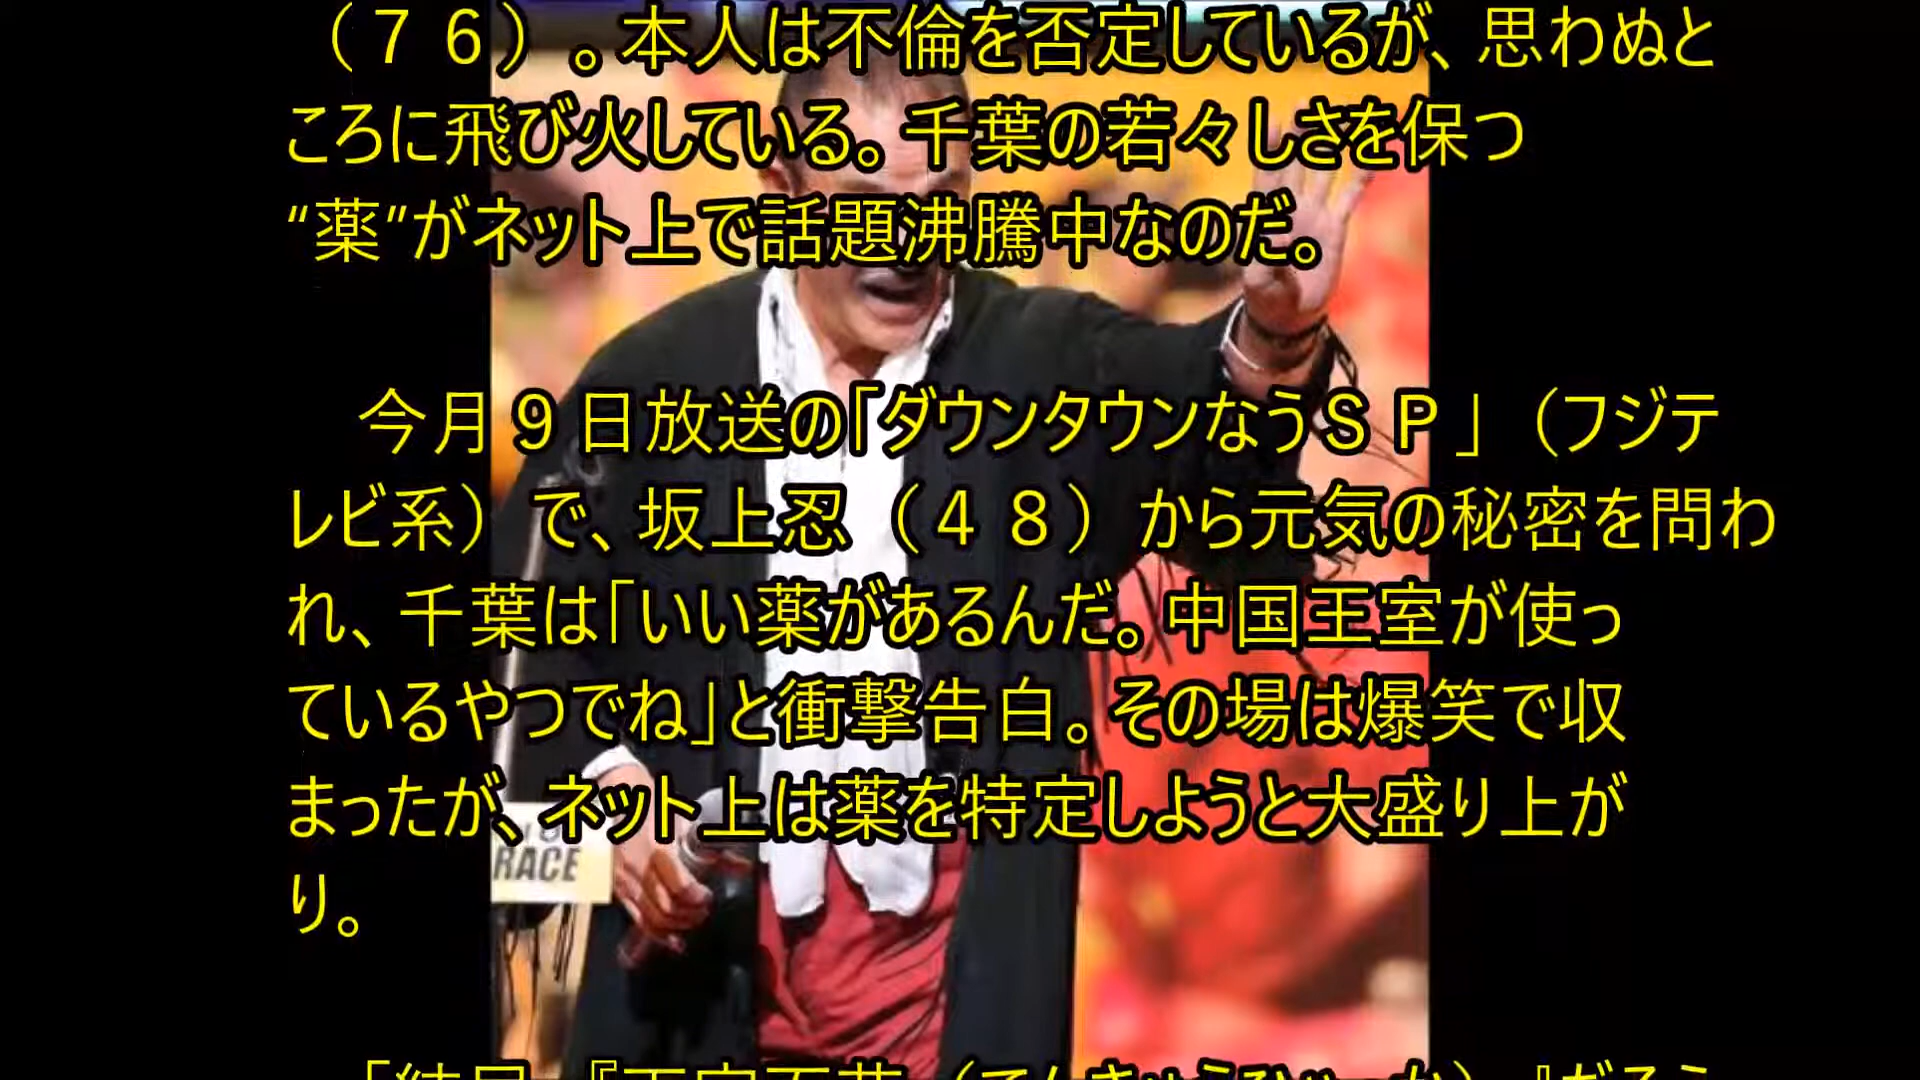 （７６）。本人は不倫を否定しているが、思わぬと
ころに飛び火している。千葉の若々しさを保つ
“薬”がネット上で話題沸騰中なのだ。
今月９日放送の「ダウンタウンなうＳＰ」（フジテ
レビ系）で、坂上忍（４８）から元気の秘密を問わ
れ、千葉は「いい薬があるんだ。中国王室が使っ
ているやつでね」と衝撃告白。その場は爆笑で収
まったが、ネット上は薬を特定しようと大盛り上が
り。
RACE